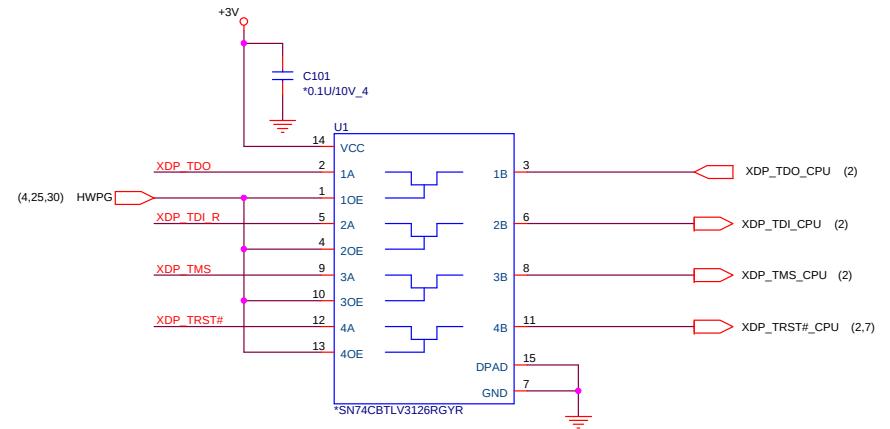 +3V
C101
*0.1U/10V_4
U1
14 VCC
XDP_TDO 2 1A 1B 3 XDP_TDO_CPU (2)
(4,25,30) HWPG 1 1OE
XDP_TDI_R 5 2A 2B 6 XDP_TDI_CPU (2)
4 2OE
XDP_TMS 9 3A 3B 8 XDP_TMS_CPU (2)
10 3OE
XDP_TRST# 12 4A 4B 11 XDP_TRST#_CPU (2,7)
13 4OE
DPAD 15
GND 7
*SN74CBTLV3126RGYR